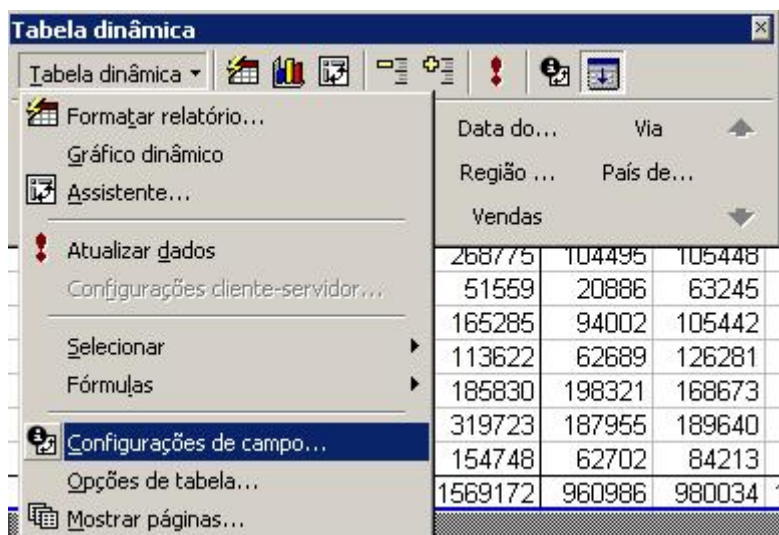 Tabela dinâmica
Tabela dinâmica
Formatar relatório...
Gráfico dinâmico
Assistente...
Atualizar dados
Configurações cliente-servidor...
Selecionar
Fórmulas
Configurações de campo...
Opções de tabela...
Mostrar páginas...
Data do... Via
Região ... País de...
Vendas
268775 104495 105448
51559 20886 63245
165285 94002 105442
113622 62689 126281
185830 198321 168673
319723 187955 189640
154748 62702 84213
1569172 960986 980034